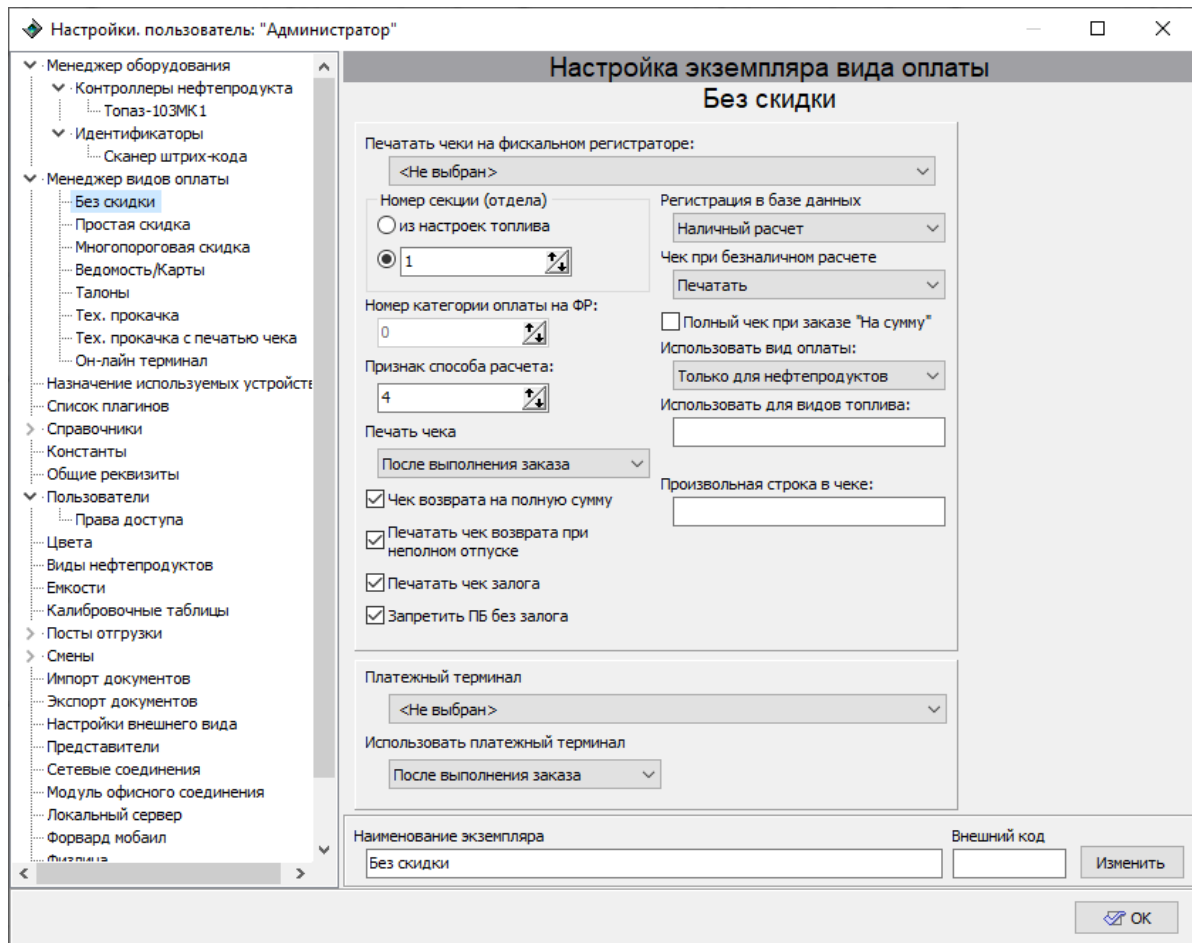 Настройки. пользователь: "Администратор"
Менеджер оборудования
Контроллеры нефтепродукта
Топаз-103МК1
Идентификаторы
Сканер штрих-кода
Менеджер видов оплаты
Без скидки
Простая скидка
Многопороговая скидка
Ведомость/Карты
Талоны
Тех. прокачка
Тех. прокачка с печатью чека
Он-лайн терминал
Назначение используемых устройств
Список плагинов
Справочники
Константы
Общие реквизиты
Пользователи
Права доступа
Цвета
Виды нефтепродуктов
Емкости
Калибровочные таблицы
Посты отгрузки
Смены
Импорт документов
Экспорт документов
Настройки внешнего вида
Представители
Сетевые соединения
Модуль офисного соединения
Локальный сервер
Форвард мобаил
Физлица
Настройка экземпляра вида оплаты
Без скидки
Печатать чеки на фискальном регистраторе:
<Не выбран>
Номер секции (отдела)
из настроек топлива
1
Номер категории оплаты на ФР:
0
Признак способа расчета:
4
Печать чека
После выполнения заказа
Чек возврата на полную сумму
Печатать чек возврата при
неполном отпуске
Печатать чек залога
Запретить ПБ без залога
Регистрация в базе данных
Наличный расчет
Чек при безналичном расчете
Печатать
Полный чек при заказе "На сумму"
Использовать вид оплаты:
Только для нефтепродуктов
Использовать для видов топлива:
Произвольная строка в чеке:
Платежный терминал
<Не выбран>
Использовать платежный терминал
После выполнения заказа
Наименование экземпляра
Без скидки
Внешний код
Изменить
OK